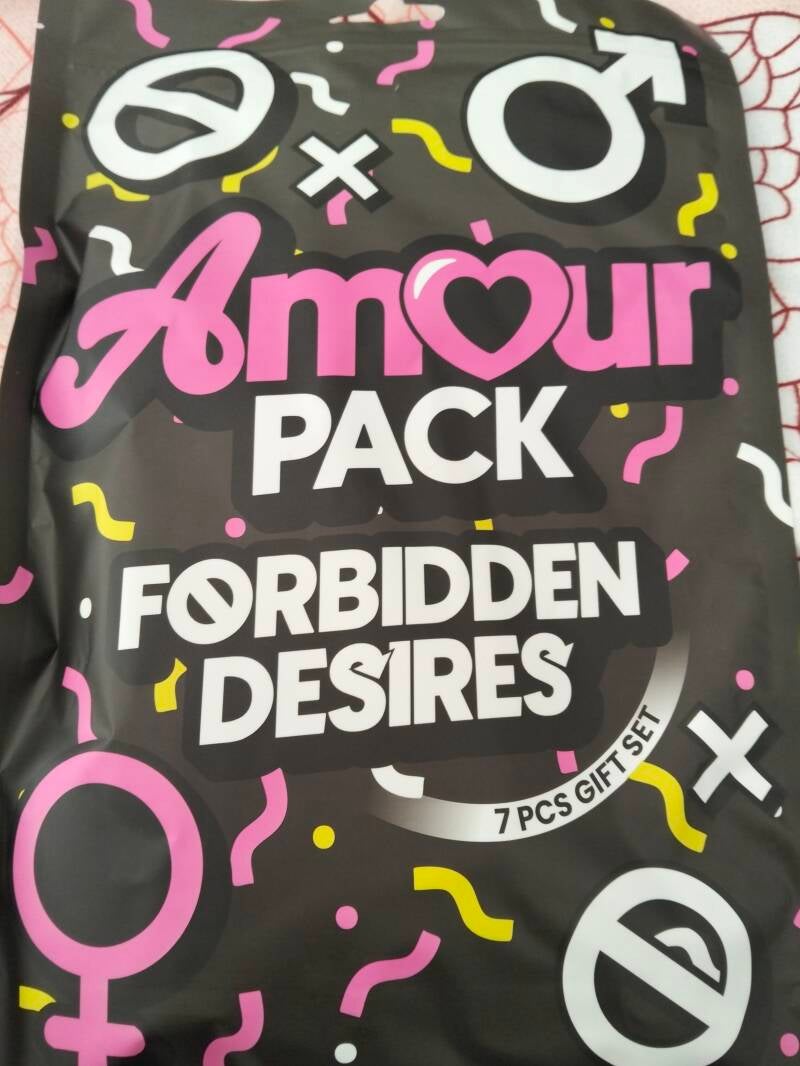 Amour
PACK
FORBIDDEN
DESIRES
7 PCS GIFT SET